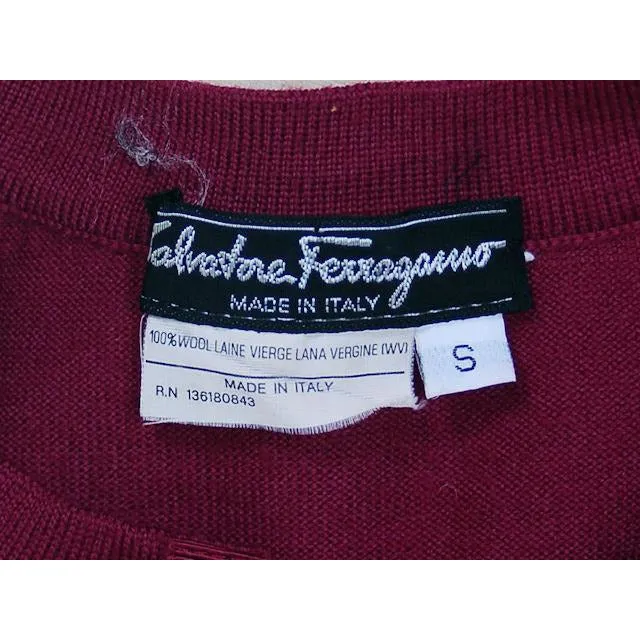 Salvatore Ferragamo
MADE IN ITALY
100% WOOL LAINE VIERGE LANA VERGINE (WV)
MADE IN ITALY
R.N 136180843
S